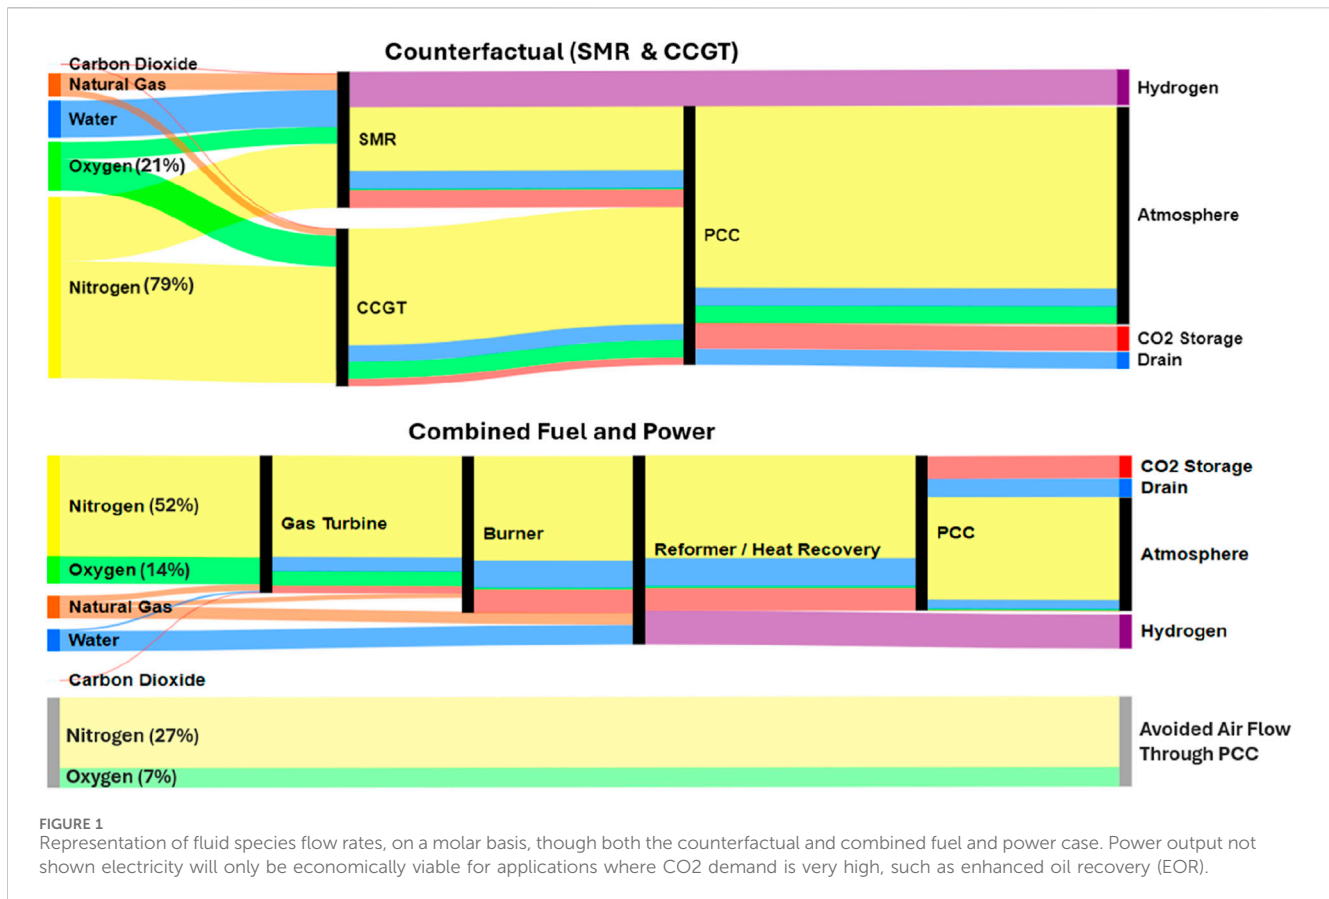 Counterfactual (SMR & CCGT)
Carbon Dioxide
Natural Gas
Water
Oxygen (21%)
Nitrogen (79%)
SMR
CCGT
PCC
Hydrogen
Atmosphere
CO2 Storage
Drain
Combined Fuel and Power
Nitrogen (52%)
Oxygen (14%)
Natural Gas
Water
Carbon Dioxide
Gas Turbine
Burner
Reformer / Heat Recovery
PCC
CO2 Storage
Drain
Atmosphere
Hydrogen
Nitrogen (27%)
Oxygen (7%)
Avoided Air Flow
Through PCC
FIGURE 1
Representation of fluid species flow rates, on a molar basis, though both the counterfactual and combined fuel and power case. Power output not
shown electricity will only be economically viable for applications where CO2 demand is very high, such as enhanced oil recovery (EOR).